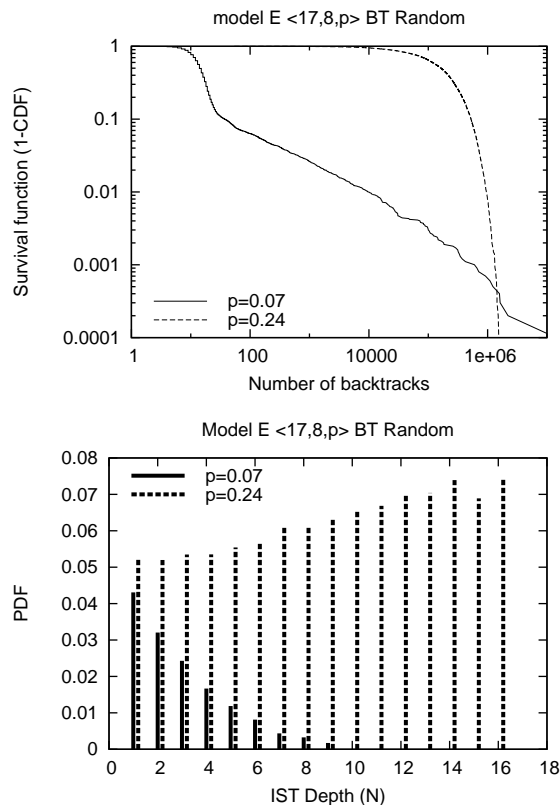 model E <17,8,p> BT Random
1
0.1
0.01
0.001
0.0001
Survival function (1-CDF)
p=0.07
p=0.24
1 100 10000 1e+06
Number of backtracks
Model E <17,8,p> BT Random
0.08
0.07
0.06
0.05
0.04
0.03
0.02
0.01
0
PDF
p=0.07
p=0.24
0 2 4 6 8 10 12 14 16 18
IST Depth (N)